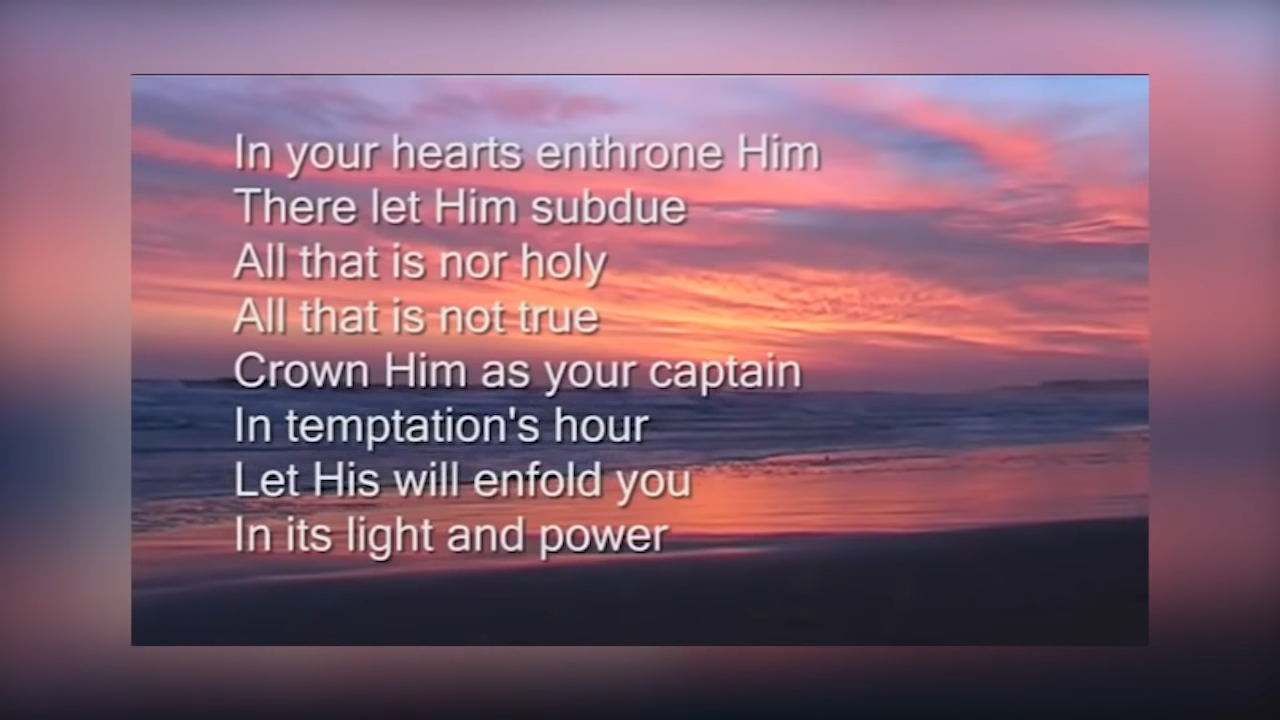 In your hearts enthrone Him
There let Him subdue
All that is nor holy
All that is not true
Crown Him as your captain
In temptation's hour
Let His will enfold you
In its light and power